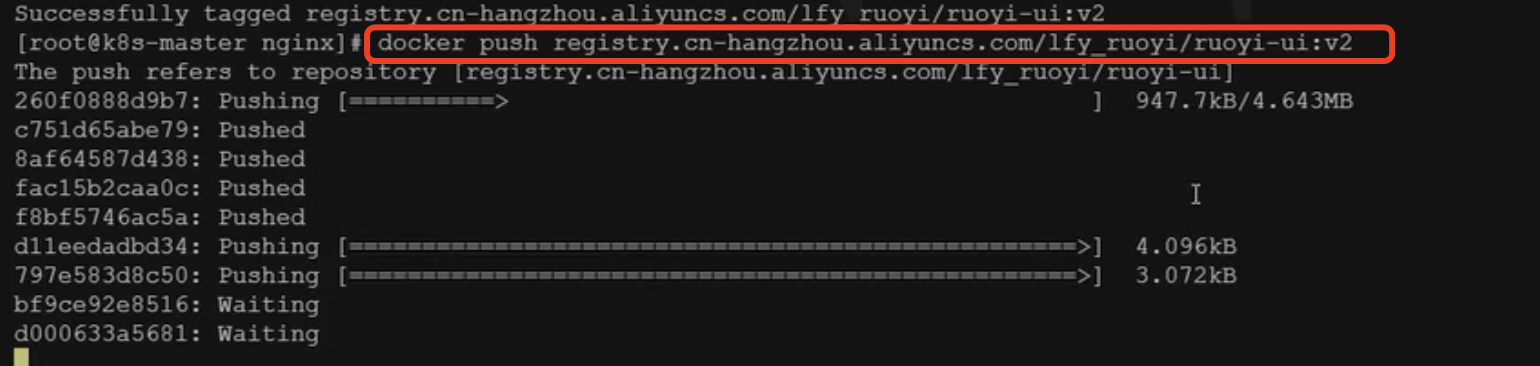 Successfully tagged registry.cn-hangzhou.aliyuncs.com/lfy_ruoyi/ruoyi-ui:v2
[root@k8s-master nginx]# docker push registry.cn-hangzhou.aliyuncs.com/lfy_ruoyi/ruoyi-ui:v2
The push refers to repository [registry.cn-hangzhou.aliyuncs.com/lfy_ruoyi/ruoyi-ui]
260f0888d9b7: Pushing [==========>                                        ]  947.7kB/4.643MB
c751d65abe79: Pushed
8af64587d438: Pushed
fac15b2caa0c: Pushed
f8bf5746ac5a: Pushed
d11eedadbd34: Pushing [==================================================>]  4.096kB
797e583d8c50: Pushing [==================================================>]  3.072kB
bf9ce92e8516: Waiting
d000633a5681: Waiting